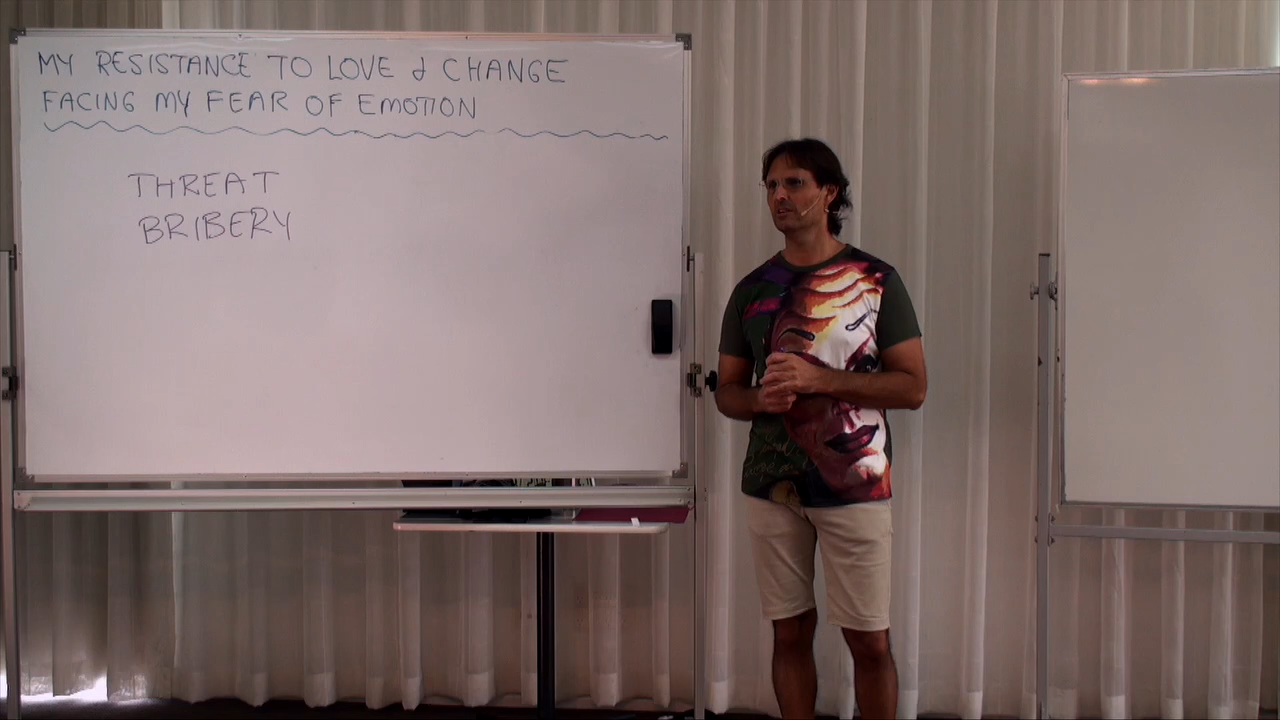 MY RESISTANCE TO LOVE & CHANGE
FACING MY FEAR OF EMOTION
THREAT
BRIBERY